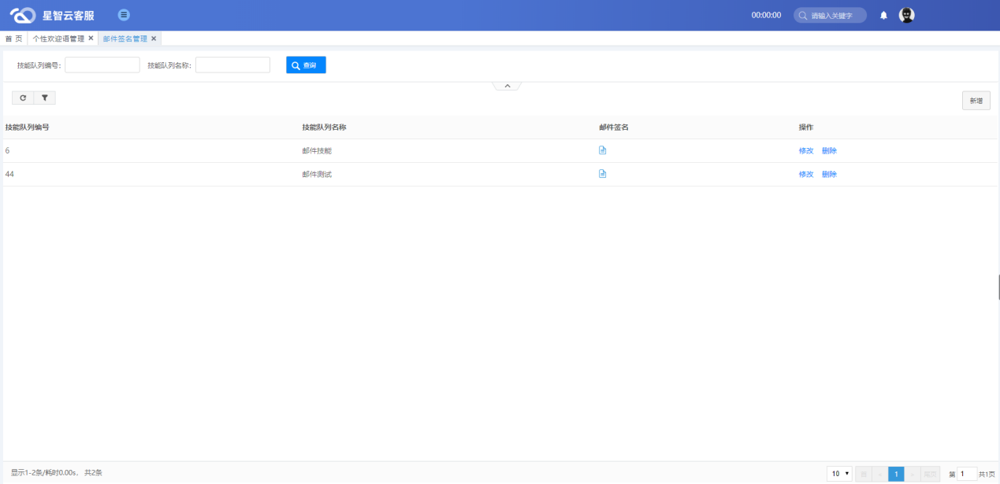 星智云客服 00:00:00 请输入关键字
首 页 个性欢迎语管理 × 邮件签名管理 ×
技能队列编号: 技能队列名称: 查询
新增
技能队列编号 技能队列名称 邮件签名 操作
6 邮件技能 修改 删除
44 邮件测试 修改 删除
显示1-2条/耗时0.00s, 共2条 10 1 尾页 第 1 共1页